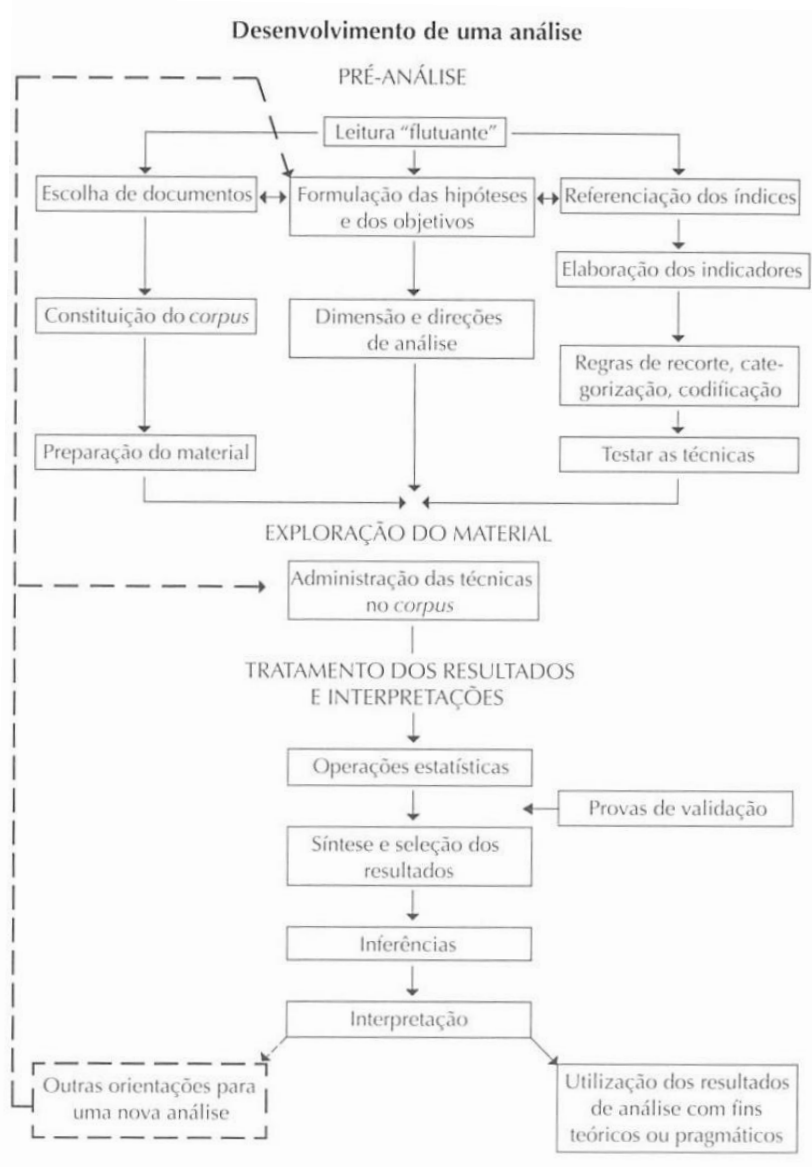 Desenvolvimento de uma análise
PRÉ-ANÁLISE
Leitura “flutuante”
Escolha de documentos
Formulação das hipóteses
e dos objetivos
Referenciação dos índices
Elaboração dos indicadores
Constituição do corpus
Dimensão e direções
de análise
Regras de recorte, cate-
gorização, codificação
Preparação do material
Testar as técnicas
EXPLORAÇÃO DO MATERIAL
Administração das técnicas
no corpus
TRATAMENTO DOS RESULTADOS
E INTERPRETAÇÕES
Operações estatísticas
Provas de validação
Síntese e seleção dos
resultados
Inferências
Interpretação
Outras orientações para
uma nova análise
Utilização dos resultados
de análise com fins
teóricos ou pragmáticos